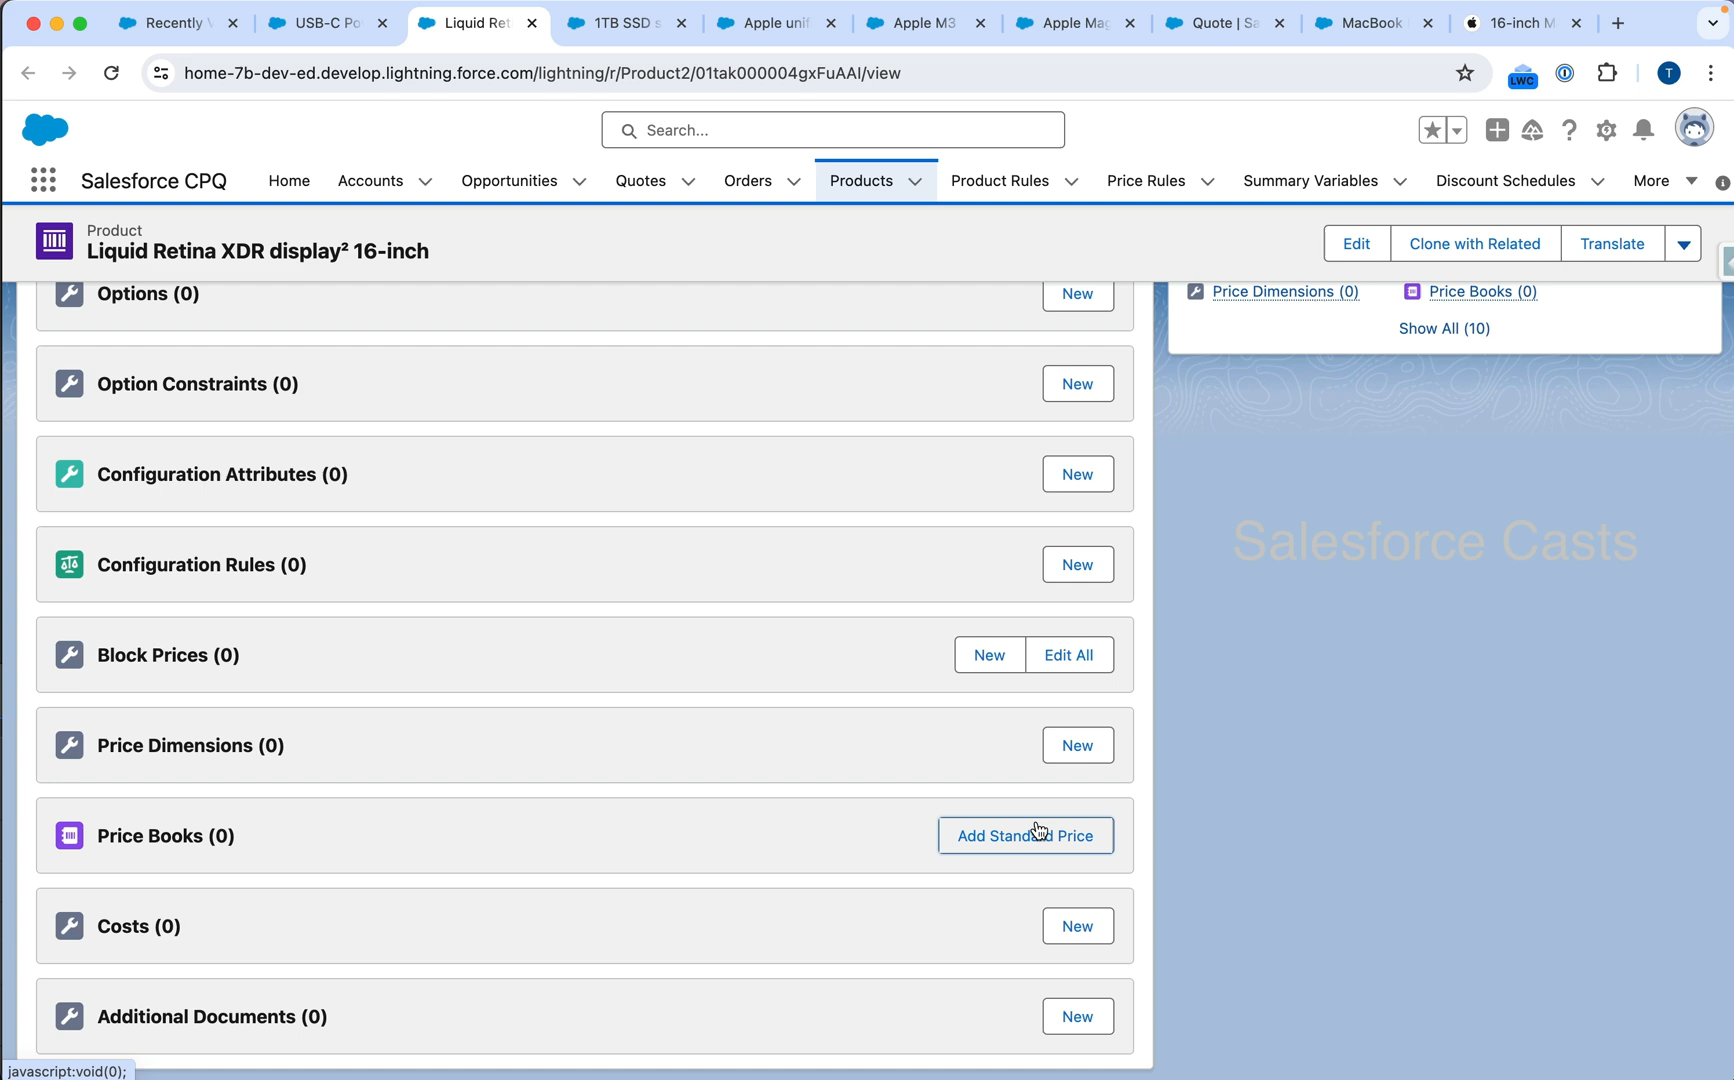 Recently
USB-C Po
Liquid Ret
1TB SSD s
Apple uni
Apple M3
Apple Mag
Quote | Sa
MacBook
16-inch M
home-7b-dev-ed.develop.lightning.force.com/lightning/r/Product2/01tak000004gxFuAAI/view
LWC
T
Search...
Salesforce CPQ
Home
Accounts
Opportunities
Quotes
Orders
Products
Product Rules
Price Rules
Summary Variables
Discount Schedules
More
Product
Liquid Retina XDR display² 16-inch
Edit
Clone with Related
Translate
Options (0)
New
Price Dimensions (0)
Price Books (0)
Show All (10)
Option Constraints (0)
New
Configuration Attributes (0)
New
Salesforce Casts
Configuration Rules (0)
New
Block Prices (0)
New
Edit All
Price Dimensions (0)
New
Price Books (0)
Add Standard Price
Costs (0)
New
Additional Documents (0)
New
javascript:void(0);